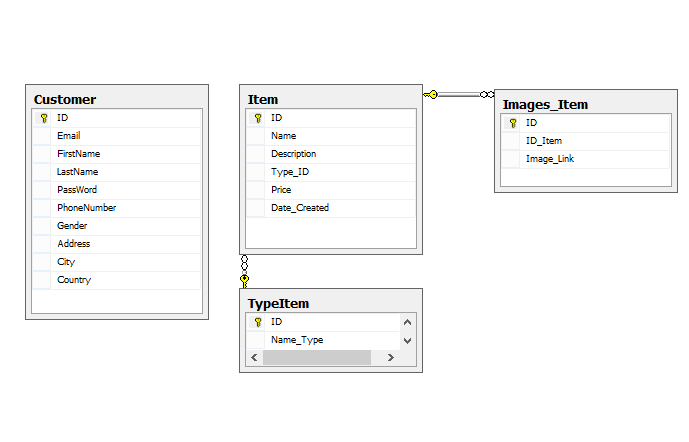 Customer
ID
Email
FirstName
LastName
PassWord
PhoneNumber
Gender
Address
City
Country
Item
ID
Name
Description
Type_ID
Price
Date_Created
Images_Item
ID
ID_Item
Image_Link
TypeItem
ID
Name_Type